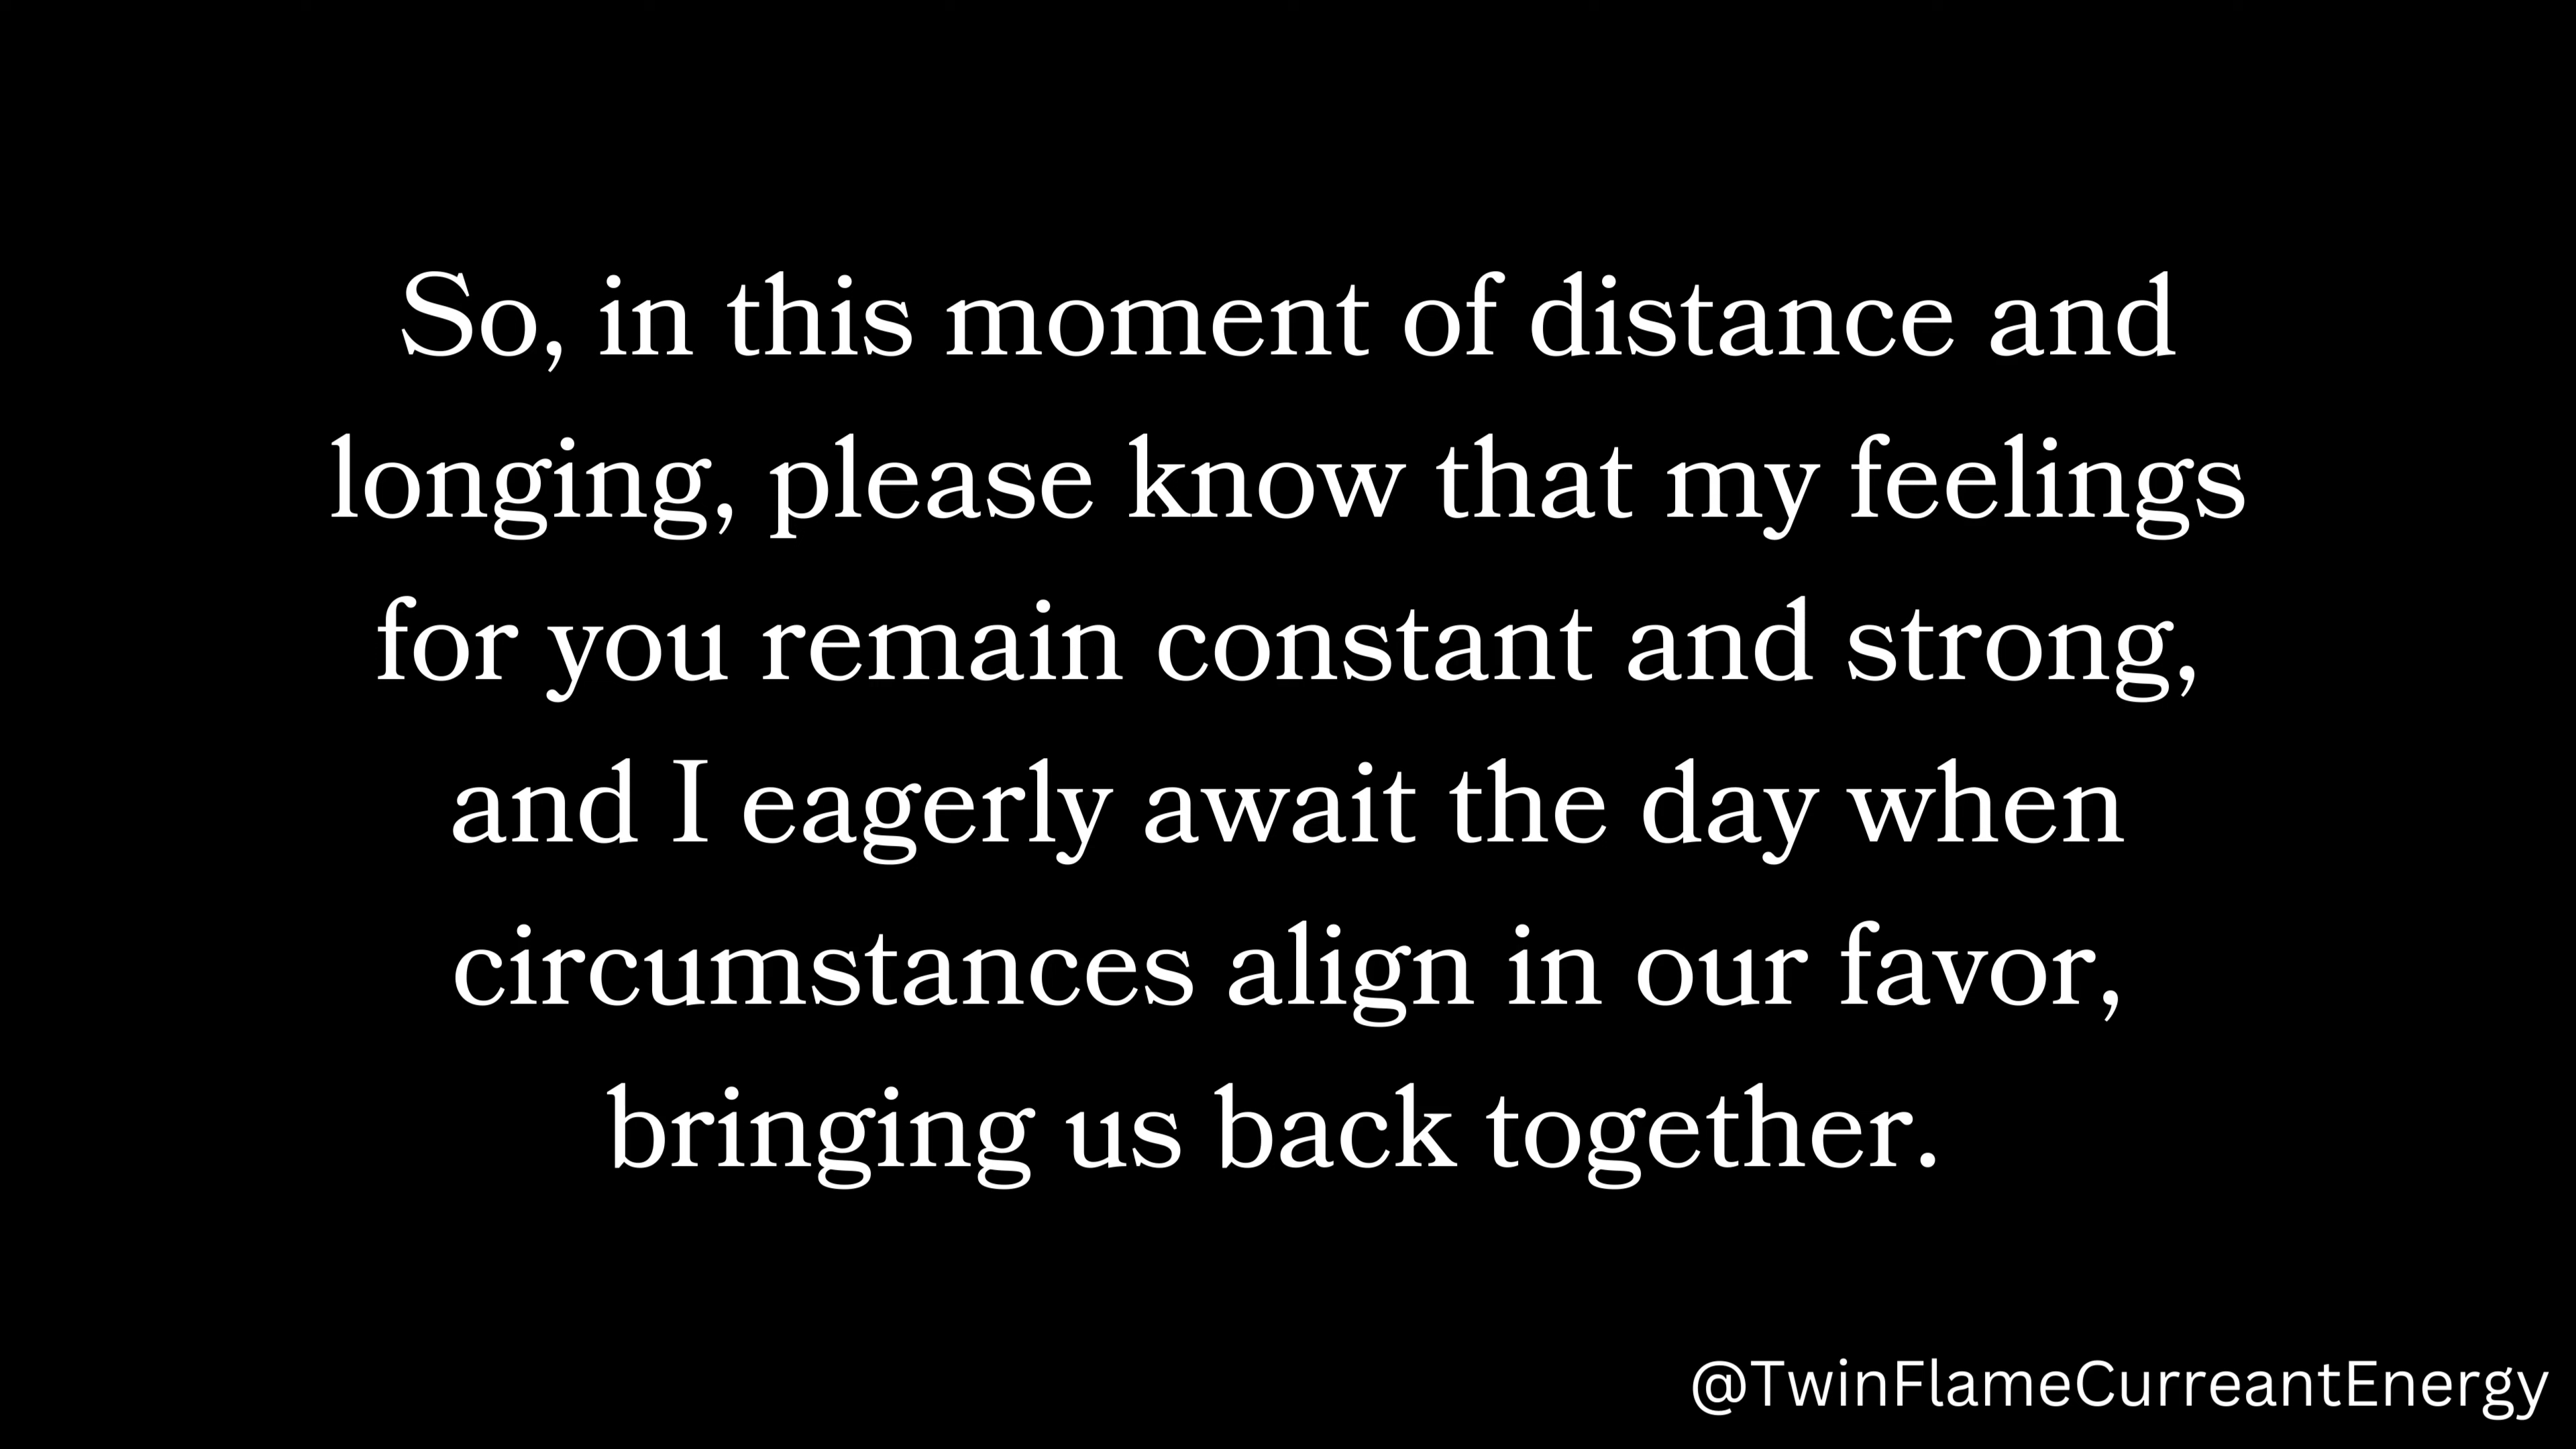 So, in this moment of distance and
longing, please know that my feelings
for you remain constant and strong,
and I eagerly await the day when
circumstances align in our favor,
bringing us back together.
@TwinFlameCurreantEnergy